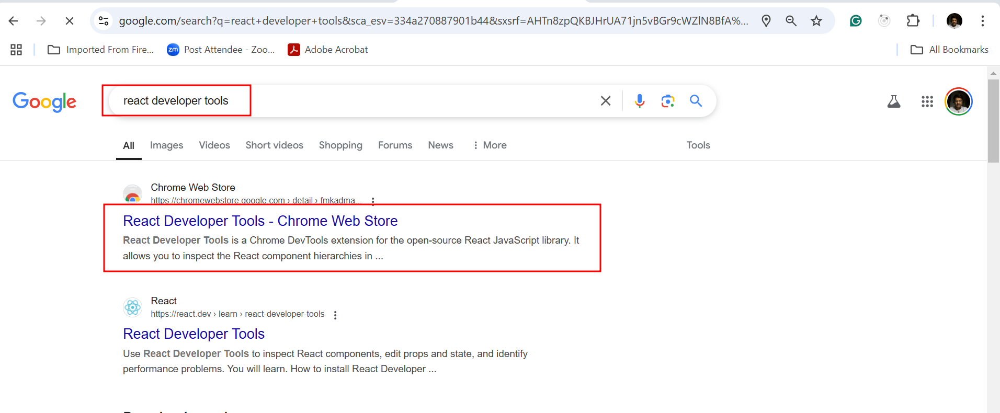 google.com/search?q=react+developer+tools&sca_esv=334a270887901b44&sxsrf=AHTn8zpQKBJHrUA71jn5vBGr9cWZlN8BfA%...
Imported From Fire...
zm
Post Attendee - Zoo...
Adobe Acrobat
All Bookmarks
Google
react developer tools
All
Images
Videos
Short videos
Shopping
Forums
News
More
Tools
Chrome Web Store
https://chromewebstore.google.com › detail › fmkadma...
React Developer Tools - Chrome Web Store
React Developer Tools is a Chrome DevTools extension for the open-source React JavaScript library. It
allows you to inspect the React component hierarchies in ...
React
https://react.dev › learn › react-developer-tools
React Developer Tools
Use React Developer Tools to inspect React components, edit props and state, and identify
performance problems. You will learn. How to install React Developer ...